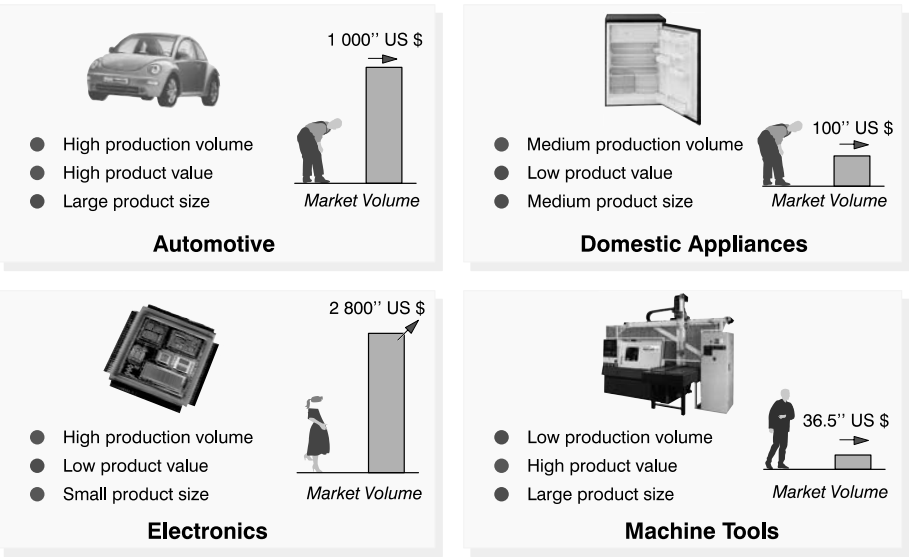 1 000’’ US $
High production volume
High product value
Large product size
Market Volume
Automotive
100’’ US $
Medium production volume
Low product value
Medium product size
Market Volume
Domestic Appliances
2 800’’ US $
High production volume
Low product value
Small product size
Market Volume
Electronics
36.5’’ US $
Low production volume
High product value
Large product size
Market Volume
Machine Tools